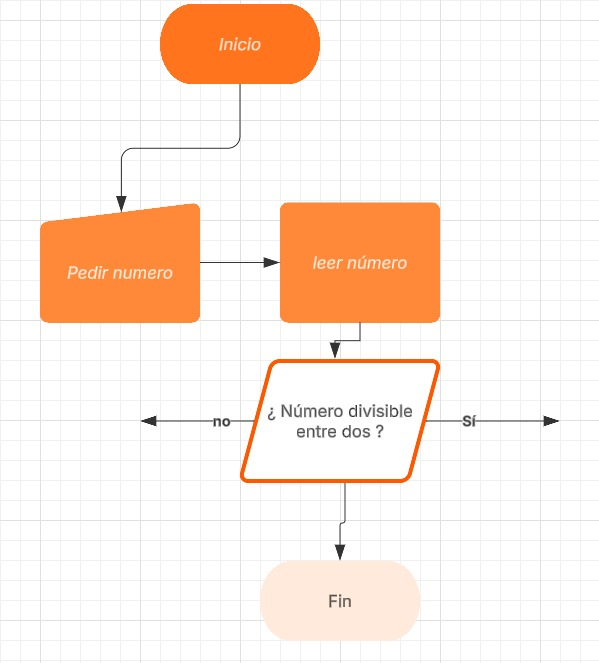 Inicio
Pedir numero
leer número
¿ Número divisible
entre dos ?
no
Sí
Fin